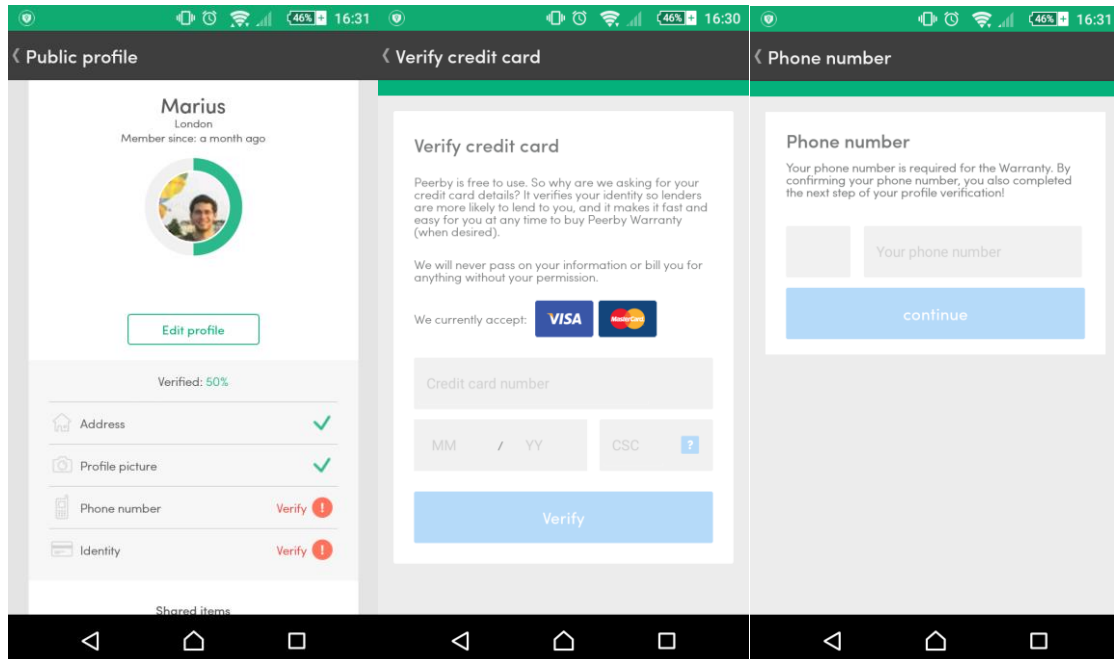 46% 16:31
Public profile
Marius
London
Member since: a month ago
Edit profile
Verified: 50%
Address
Profile picture
Phone number Verify !
Identity Verify !
Shared items
46% 16:30
Verify credit card
Verify credit card
Peerby is free to use. So why are we asking for your
credit card details? It verifies your identity so lenders
are more likely to lend to you, and it makes it fast and
easy for you at any time to buy Peerby Warranty
(when desired).
We will never pass on your information or bill you for
anything without your permission.
We currently accept: VISA MasterCard
Credit card number
MM / YY CSC ?
Verify
46% 16:31
Phone number
Phone number
Your phone number is required for the Warranty. By
confirming your phone number, you also completed
the next step of your profile verification!
Your phone number
continue